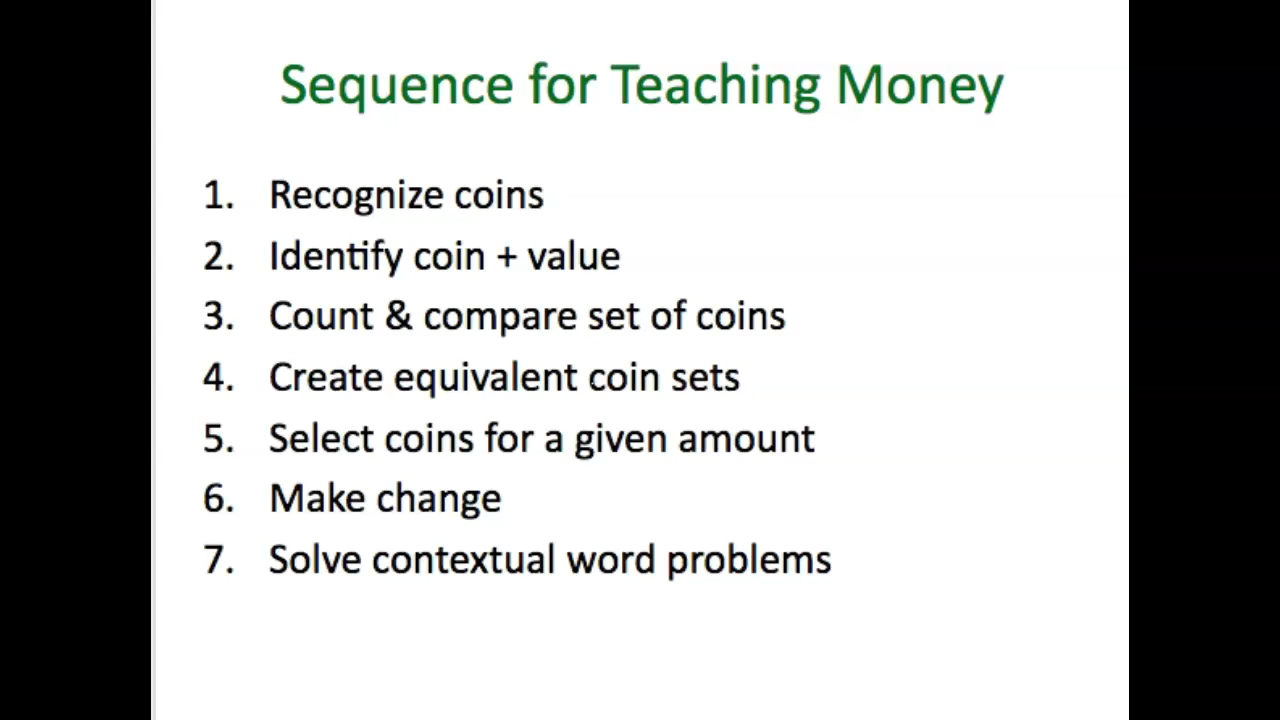 Sequence for Teaching Money
1. Recognize coins
2. Identify coin + value
3. Count & compare set of coins
4. Create equivalent coin sets
5. Select coins for a given amount
6. Make change
7. Solve contextual word problems